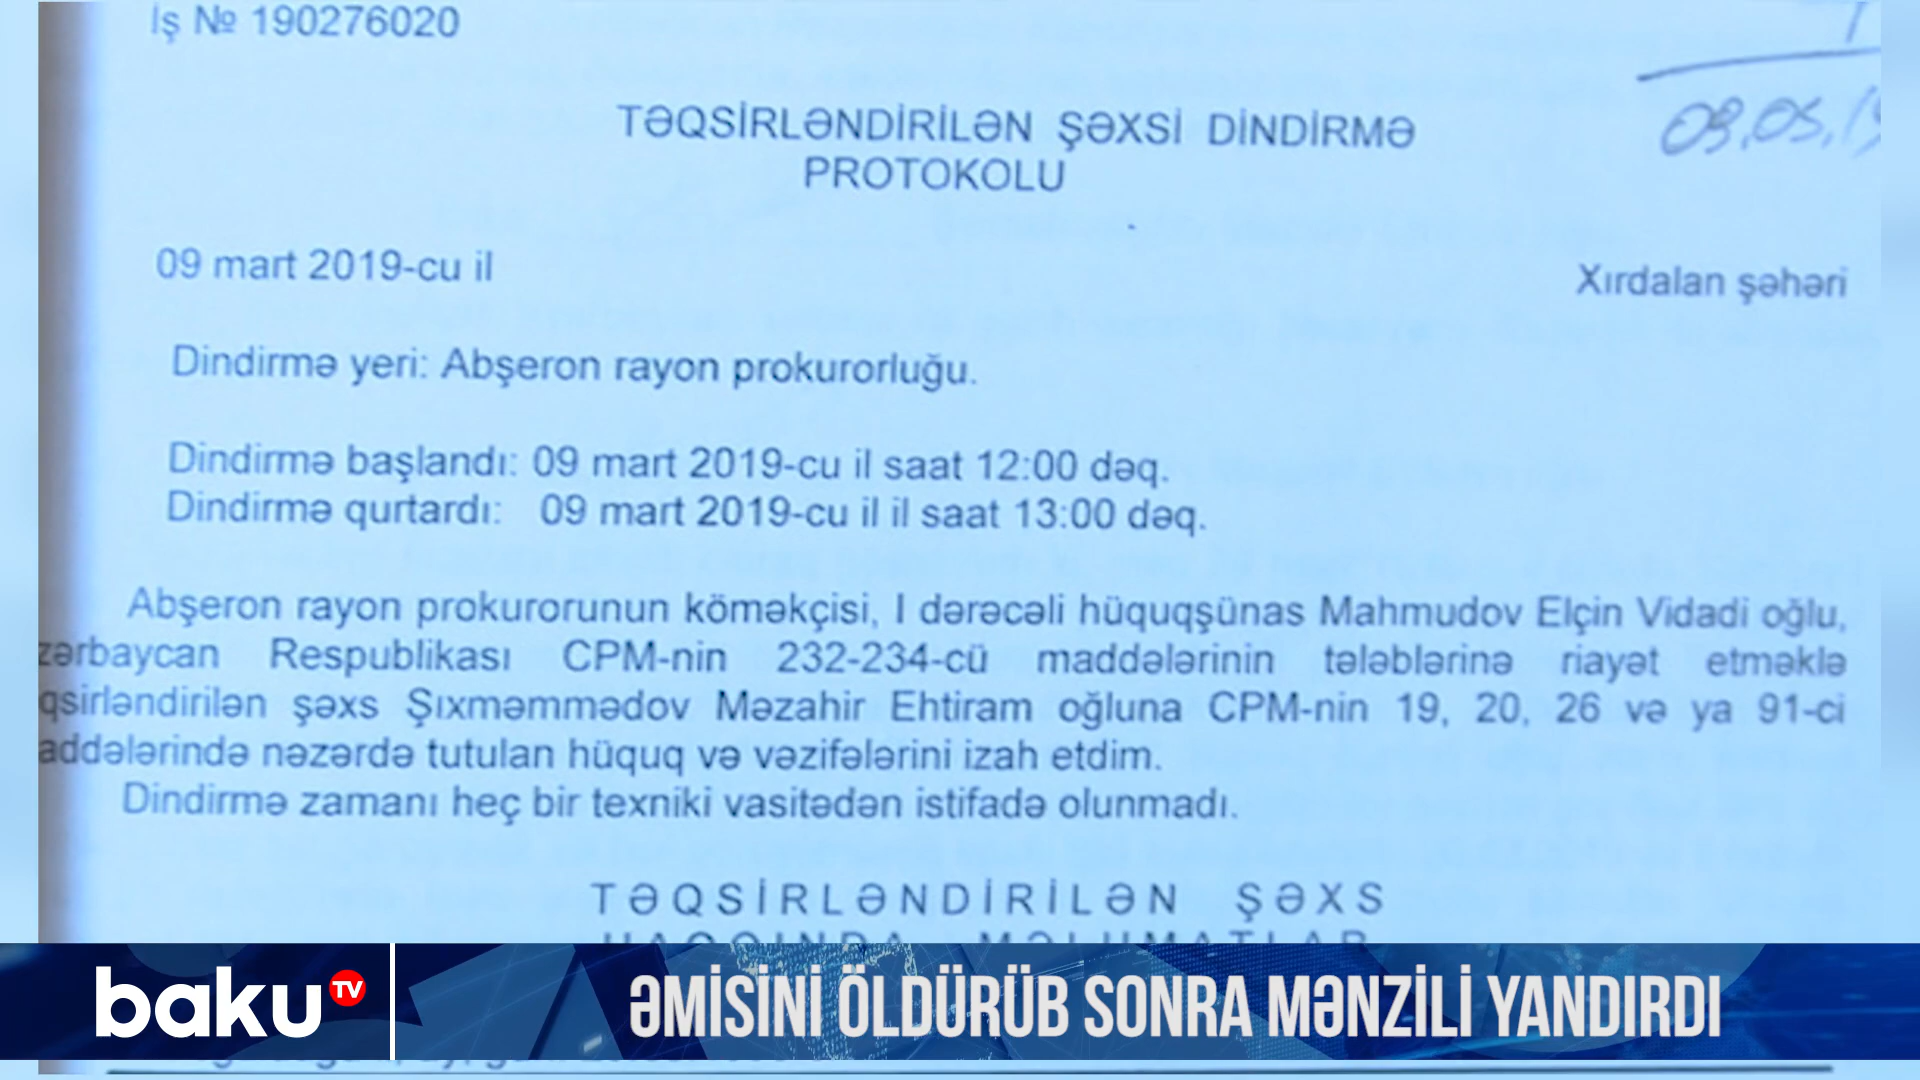 İş № 190276020
09.03.19
TƏQSİRLƏNDİRİLƏN ŞƏXSİ DİNDİRMƏ
PROTOKOLU
09 mart 2019-cu il
Xırdalan şəhəri
Dindirmə yeri: Abşeron rayon prokurorluğu.
Dindirmə başlandı: 09 mart 2019-cu il saat 12:00 dəq.
Dindirmə qurtardı: 09 mart 2019-cu il il saat 13:00 dəq.
Abşeron rayon prokurorunun köməkçisi, I dərəcəli hüquqşünas Mahmudov Elçin Vidadi oğlu,
zərbaycan Respublikası CPM-nin 232-234-cü maddələrinin tələblərinə riayət etməklə
qsirləndirilən şəxs Şıxməmmədov Məzahir Ehtiram oğluna CPM-nin 19, 20, 26 və ya 91-ci
addələrində nəzərdə tutulan hüquq və vəzifələrini izah etdim.
Dindirmə zamanı heç bir texniki vasitədən istifadə olunmadı.
TƏQSİRLƏNDİRİLƏN ŞƏXS
HAQQINDA MƏLUMATLAR
baku TV
ƏMİSİNİ ÖLDÜRÜB SONRA MƏNZİLİ YANDIRDI